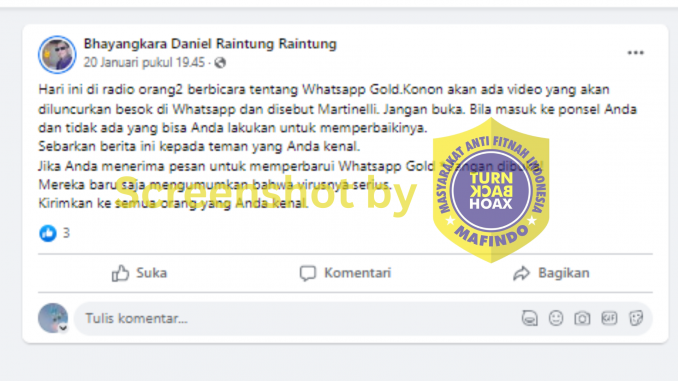 Bhayangkara Daniel Raintung Raintung
20 Januari pukul 19.45 ·
Hari ini di radio orang2 berbicara tentang Whatsapp Gold.Konon akan ada video yang akan
diluncurkan besok di Whatsapp dan disebut Martinelli. Jangan buka. Bila masuk ke ponsel Anda
dan tidak ada yang bisa Anda lakukan untuk memperbaikinya.
Sebarkan berita ini kepada teman yang Anda kenal.
Jika Anda menerima pesan untuk memperbarui Whatsapp Gold
Mereka baru saja mengumumkan bahwa virusnya serius.
Kirimkan ke semua orang yang Anda kenal.
Screenshot by
MASYARAKAT ANTI FITNAH INDONESIA
TURN
BACK
HOAX
MAFINDO
3
Suka
Komentari
Bagikan
Tulis komentar...
GIF